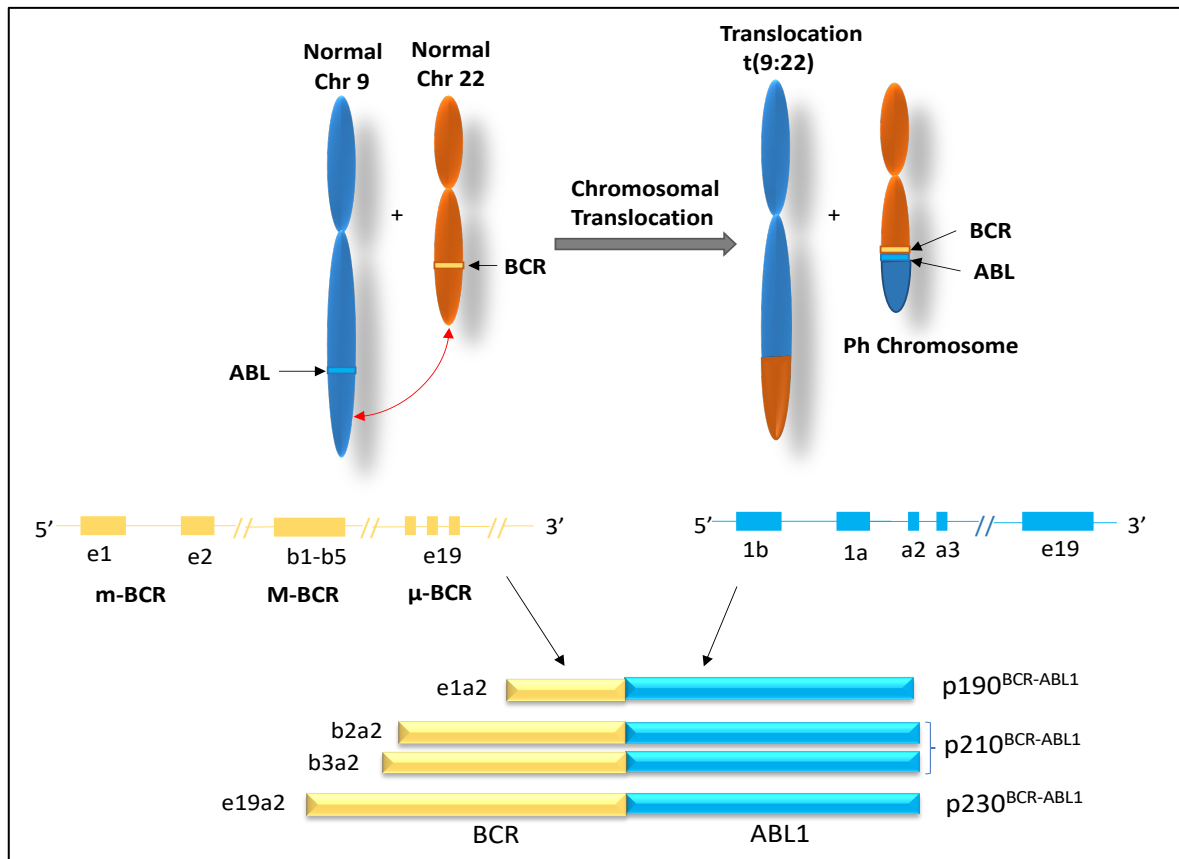 Normal
Chr 9
Normal
Chr 22
Translocation
t(9:22)
+
Chromosomal
Translocation
+
BCR
ABL
BCR
ABL
Ph Chromosome
5’
3’
e1
e2
b1-b5
e19
m-BCR
M-BCR
µ-BCR
5’
3’
1b
1a
a2
a3
e19
e1a2
p190BCR-ABL1
b2a2
b3a2
p210BCR-ABL1
e19a2
p230BCR-ABL1
BCR
ABL1